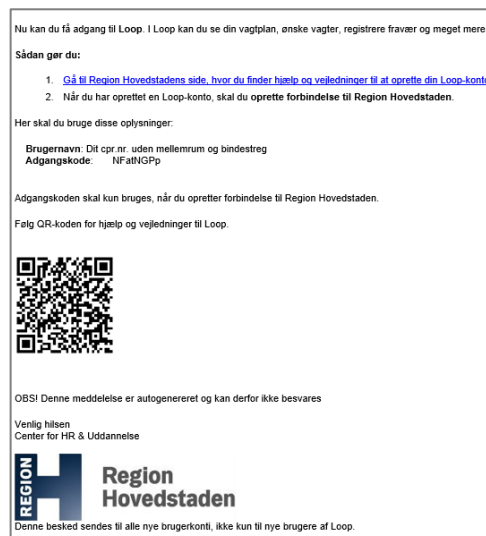 Nu kan du få adgang til Loop. I Loop kan du se din vagtplan, ønske vagter, registrere fravær og meget mere
Sådan gør du:
1. Gå til Region Hovedstadens side, hvor du finder hjælp og vejledninger til at oprette din Loop-konto
2. Når du har oprettet en Loop-konto, skal du oprette forbindelse til Region Hovedstaden.
Her skal du bruge disse oplysninger:
Brugernavn: Dit cpr.nr. uden mellemrum og bindestreg
Adgangskode: NFatNGPp
Adgangskoden skal kun bruges, når du opretter forbindelse til Region Hovedstaden.
Følg QR-koden for hjælp og vejledninger til Loop.
OBS! Denne meddelelse er autogenereret og kan derfor ikke besvares
Venlig hilsen
Center for HR & Uddannelse
REGION H
Region
Hovedstaden
Denne besked sendes til alle nye brugerkonti, ikke kun til nye brugere af Loop.